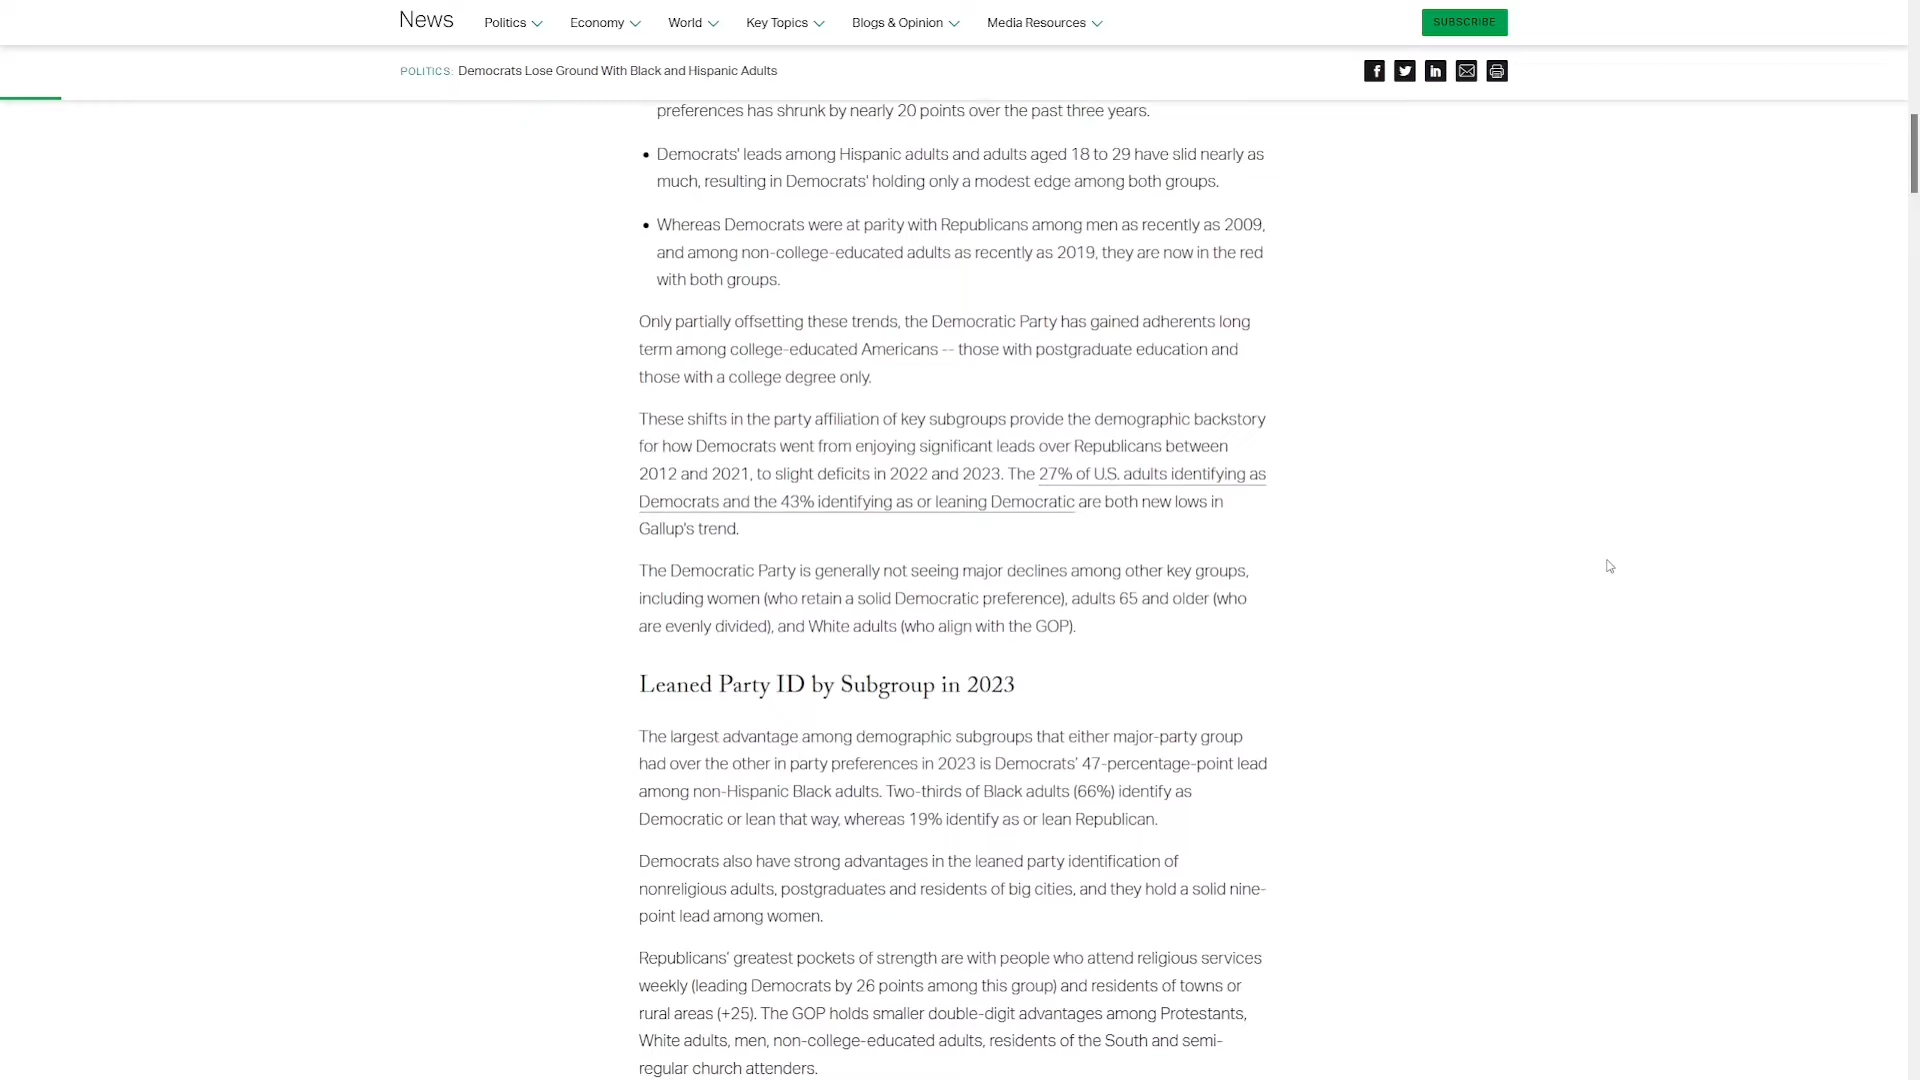 News Politics Economy World Key Topics Blogs & Opinion Media Resources SUBSCRIBE
POLITICS: Democrats Lose Ground With Black and Hispanic Adults
preferences has shrunk by nearly 20 points over the past three years.
Democrats' leads among Hispanic adults and adults aged 18 to 29 have slid nearly as
much, resulting in Democrats' holding only a modest edge among both groups.
Whereas Democrats were at parity with Republicans among men as recently as 2009,
and among non-college-educated adults as recently as 2019, they are now in the red
with both groups.
Only partially offsetting these trends, the Democratic Party has gained adherents long
term among college-educated Americans -- those with postgraduate education and
those with a college degree only.
These shifts in the party affiliation of key subgroups provide the demographic backstory
for how Democrats went from enjoying significant leads over Republicans between
2012 and 2021, to slight deficits in 2022 and 2023. The 27% of U.S. adults identifying as
Democrats and the 43% identifying as or leaning Democratic are both new lows in
Gallup's trend.
The Democratic Party is generally not seeing major declines among other key groups,
including women (who retain a solid Democratic preference), adults 65 and older (who
are evenly divided), and White adults (who align with the GOP).
Leaned Party ID by Subgroup in 2023
The largest advantage among demographic subgroups that either major-party group
had over the other in party preferences in 2023 is Democrats’ 47-percentage-point lead
among non-Hispanic Black adults. Two-thirds of Black adults (66%) identify as
Democratic or lean that way, whereas 19% identify as or lean Republican.
Democrats also have strong advantages in the leaned party identification of
nonreligious adults, postgraduates and residents of big cities, and they hold a solid nine-
point lead among women.
Republicans’ greatest pockets of strength are with people who attend religious services
weekly (leading Democrats by 26 points among this group) and residents of towns or
rural areas (+25). The GOP holds smaller double-digit advantages among Protestants,
White adults, men, non-college-educated adults, residents of the South and semi-
regular church attenders.